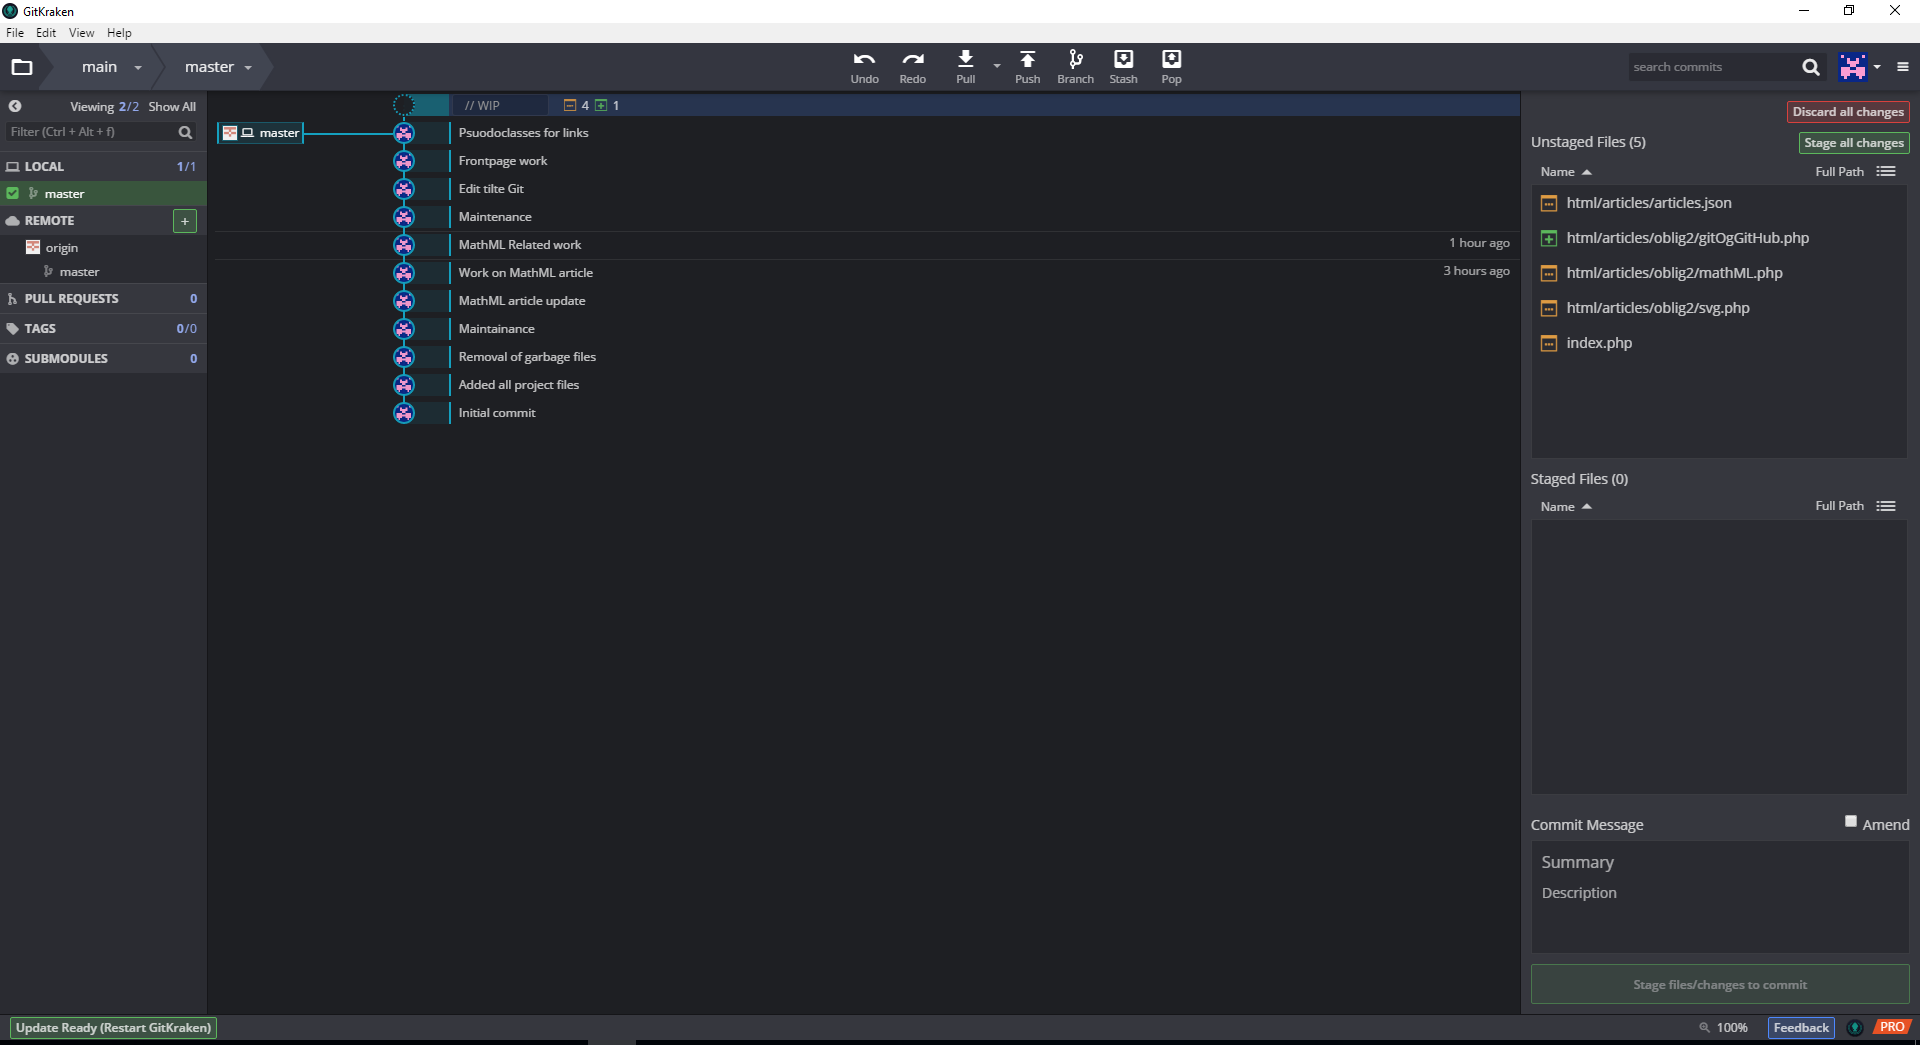 GitKraken
File Edit View Help
main master
Undo Redo Pull Push Branch Stash Pop
search commits
Viewing 2/2 Show All
Filter (Ctrl + Alt + f)
LOCAL 1/1
master
REMOTE +
origin
master
PULL REQUESTS 0
TAGS 0/0
SUBMODULES 0
// WIP 4 1
master Psuodoclasses for links
Frontpage work
Edit tilte Git
Maintenance
MathML Related work 1 hour ago
Work on MathML article 3 hours ago
MathML article update
Maintainance
Removal of garbage files
Added all project files
Initial commit
Discard all changes
Unstaged Files (5) Stage all changes
Name Full Path
html/articles/articles.json
html/articles/oblig2/gitOgGitHub.php
html/articles/oblig2/mathML.php
html/articles/oblig2/svg.php
index.php
Staged Files (0)
Name Full Path
Commit Message Amend
Summary
Description
Stage files/changes to commit
Update Ready (Restart GitKraken) 100% Feedback PRO